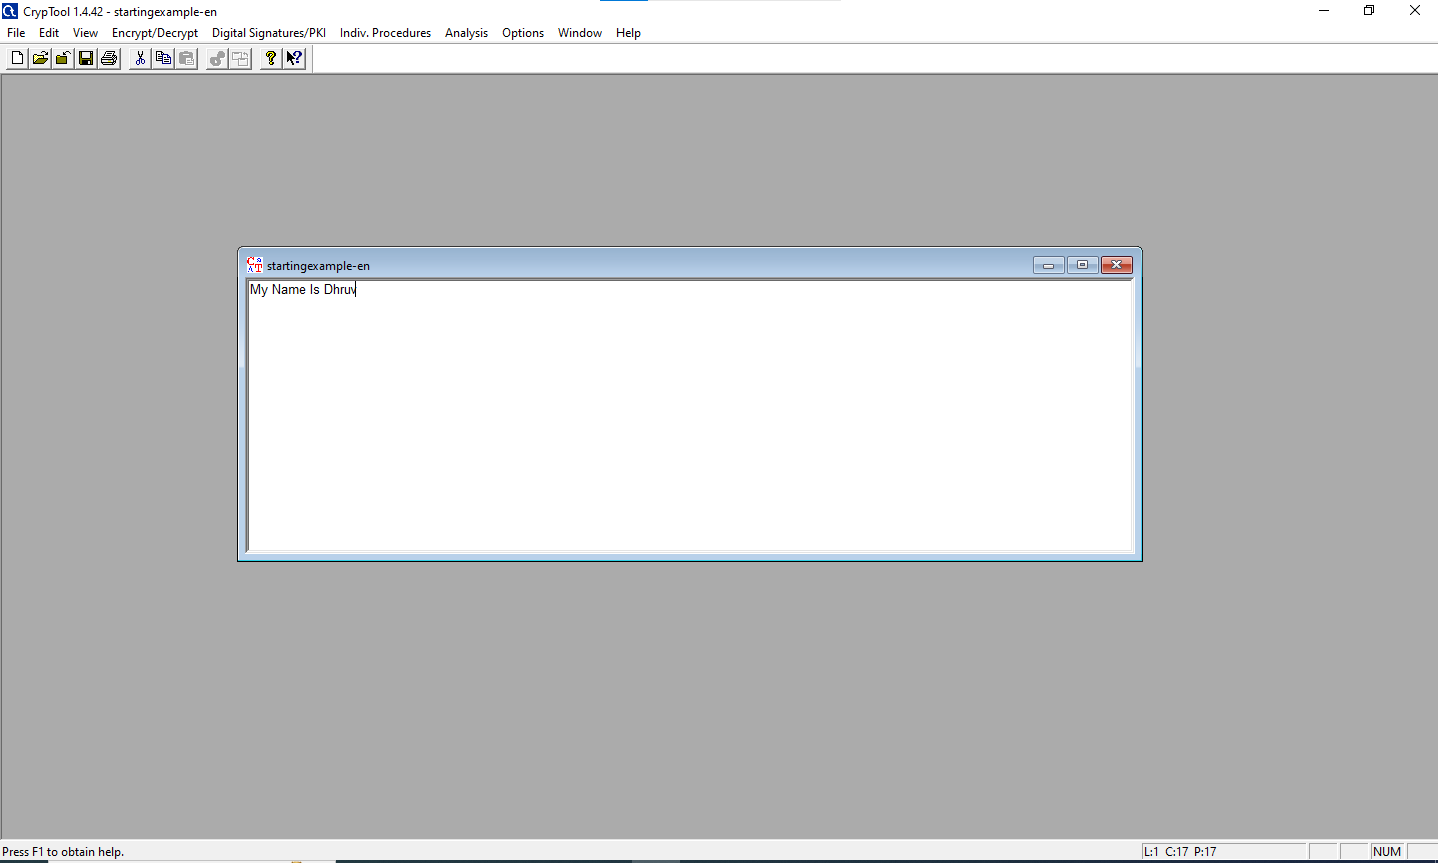 CrypTool 1.4.42 - startingexample-en
File Edit View Encrypt/Decrypt Digital Signatures/PKI Indiv. Procedures Analysis Options Window Help
startingexample-en
My Name Is Dhruv
Press F1 to obtain help.
L:1 C:17 P:17
NUM